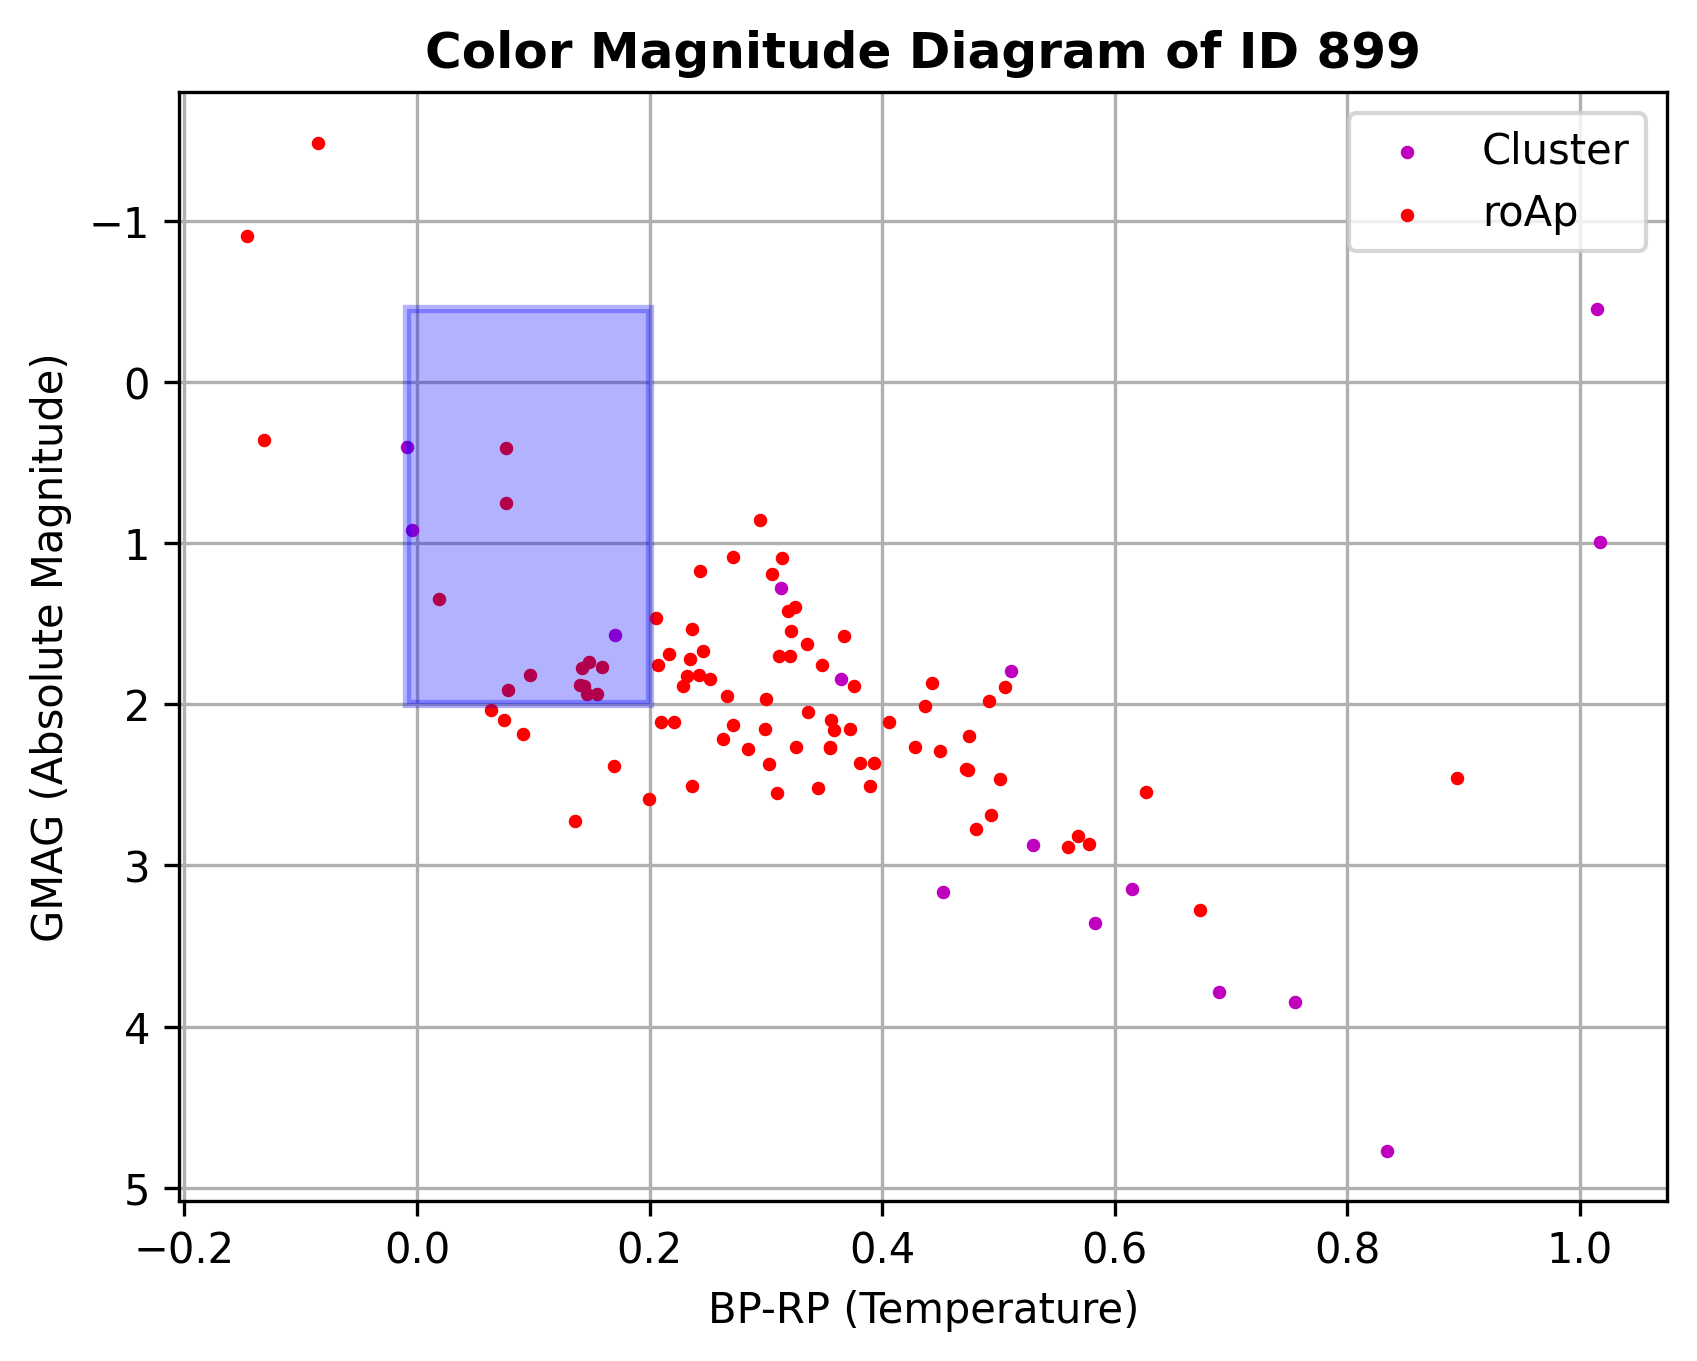 Color Magnitude Diagram of ID 899
Cluster
roAp
GMAG (Absolute Magnitude)
−1
0
1
2
3
4
5
−0.2 0.0 0.2 0.4 0.6 0.8 1.0
BP-RP (Temperature)